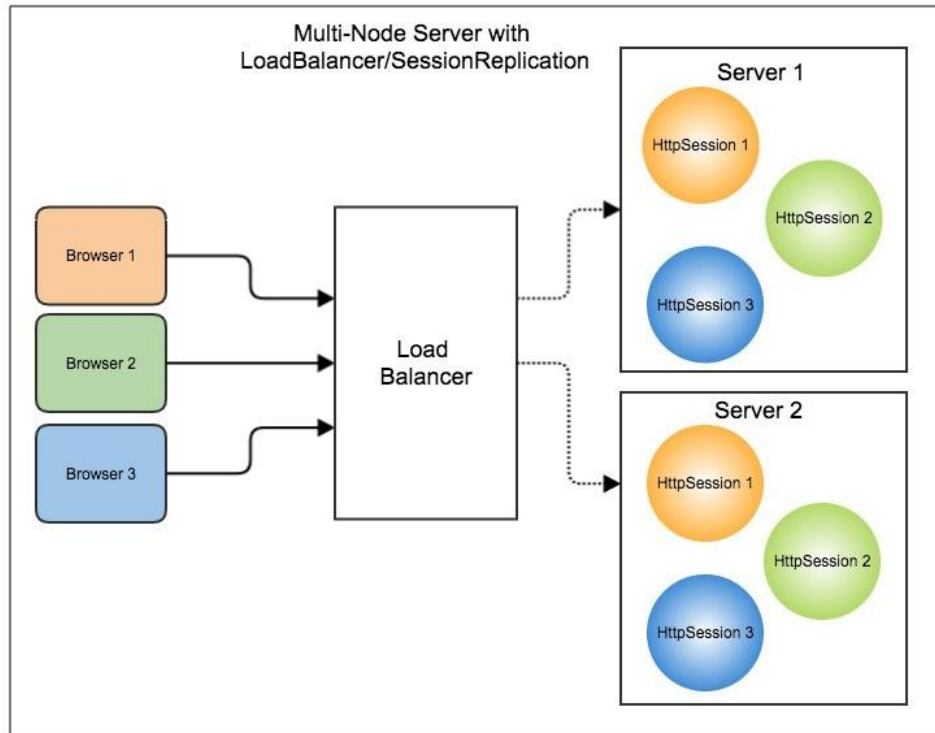 Multi-Node Server with
LoadBalancer/SessionReplication
Browser 1
Browser 2
Browser 3
Load
Balancer
Server 1
HttpSession 1
HttpSession 2
HttpSession 3
Server 2
HttpSession 1
HttpSession 2
HttpSession 3